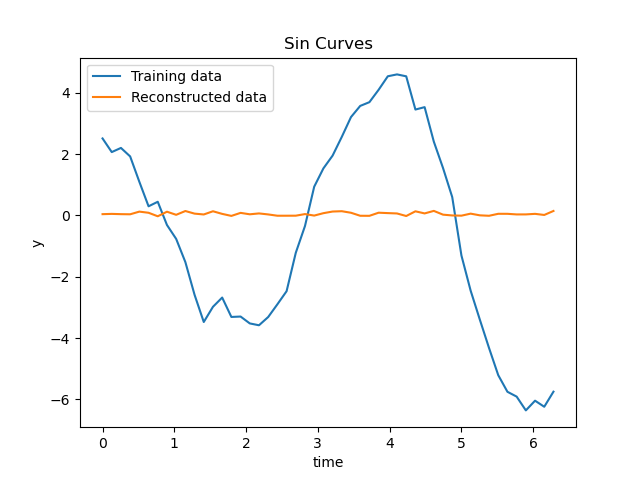 Sin Curves
Training data
Reconstructed data
4
2
0
−2
−4
−6
y
0 1 2 3 4 5 6
time